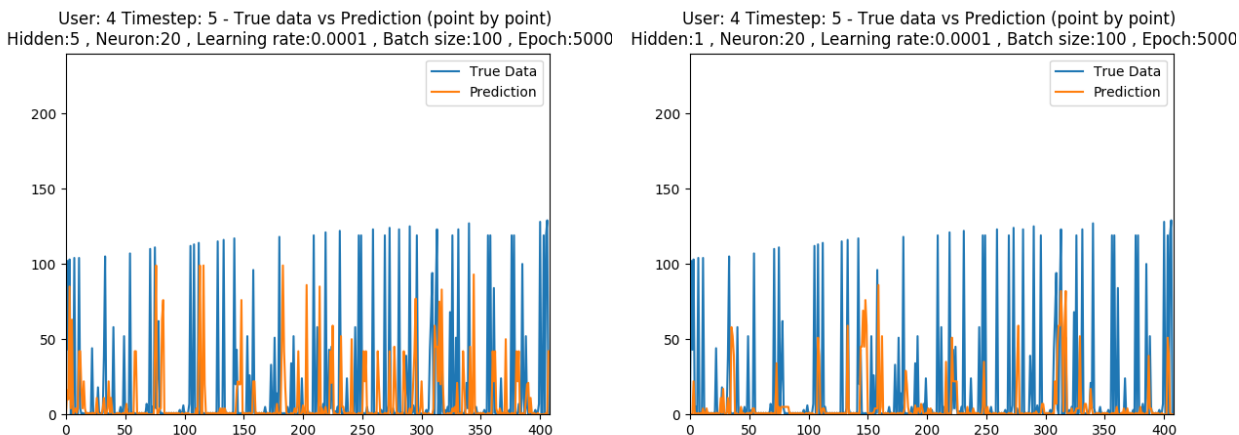 User: 4 Timestep: 5 - True data vs Prediction (point by point)
Hidden:5 , Neuron:20 , Learning rate:0.0001 , Batch size:100 , Epoch:5000
True Data
Prediction
200
150
100
50
0
0 50 100 150 200 250 300 350 400
User: 4 Timestep: 5 - True data vs Prediction (point by point)
Hidden:1 , Neuron:20 , Learning rate:0.0001 , Batch size:100 , Epoch:5000
True Data
Prediction
200
150
100
50
0
0 50 100 150 200 250 300 350 400